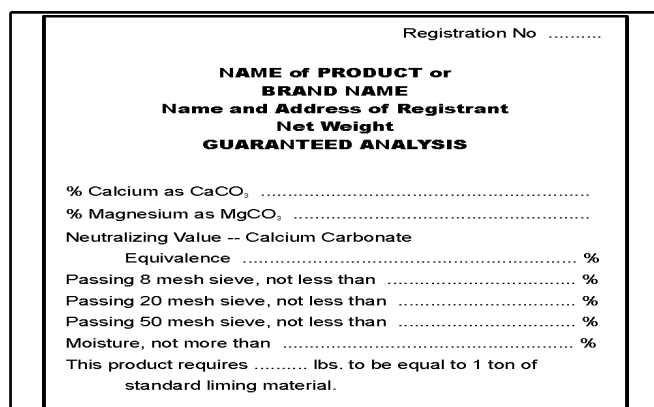 Registration No ..........
NAME of PRODUCT or
BRAND NAME
Name and Address of Registrant
Net Weight
GUARANTEED ANALYSIS
% Calcium as CaCO₃ ..............................................................
% Magnesium as MgCO₃ ........................................................
Neutralizing Value -- Calcium Carbonate
Equivalence ............................................................... %
Passing 8 mesh sieve, not less than ................................... %
Passing 20 mesh sieve, not less than ................................. %
Passing 50 mesh sieve, not less than ................................. %
Moisture, not more than ...................................................... %
This product requires .......... lbs. to be equal to 1 ton of
standard liming material.